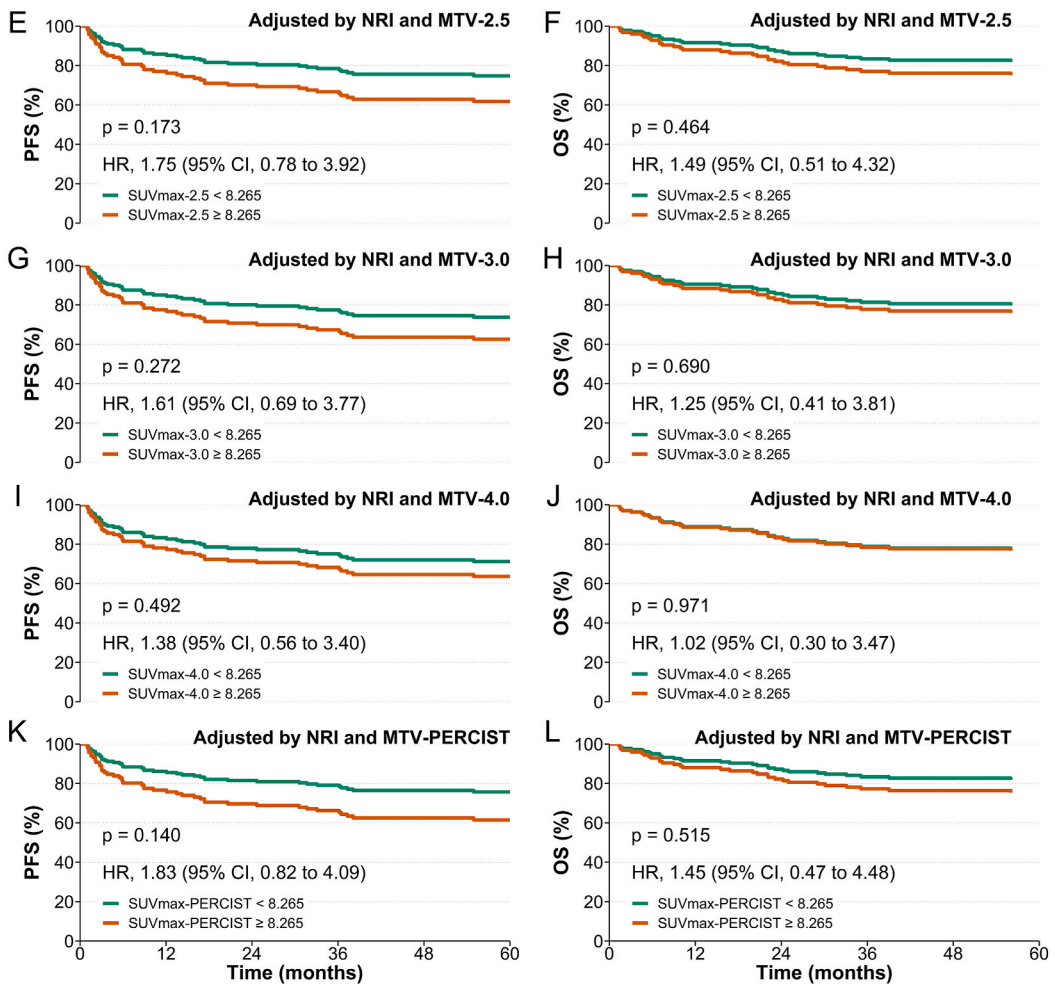 E
Adjusted by NRI and MTV-2.5
PFS (%)
100
80
60
40
20
0
p = 0.173
HR, 1.75 (95% CI, 0.78 to 3.92)
SUVmax-2.5 < 8.265
SUVmax-2.5 ≥ 8.265
F
Adjusted by NRI and MTV-2.5
OS (%)
100
80
60
40
20
0
p = 0.464
HR, 1.49 (95% CI, 0.51 to 4.32)
SUVmax-2.5 < 8.265
SUVmax-2.5 ≥ 8.265
G
Adjusted by NRI and MTV-3.0
PFS (%)
100
80
60
40
20
0
p = 0.272
HR, 1.61 (95% CI, 0.69 to 3.77)
SUVmax-3.0 < 8.265
SUVmax-3.0 ≥ 8.265
H
Adjusted by NRI and MTV-3.0
OS (%)
100
80
60
40
20
0
p = 0.690
HR, 1.25 (95% CI, 0.41 to 3.81)
SUVmax-3.0 < 8.265
SUVmax-3.0 ≥ 8.265
I
Adjusted by NRI and MTV-4.0
PFS (%)
100
80
60
40
20
0
p = 0.492
HR, 1.38 (95% CI, 0.56 to 3.40)
SUVmax-4.0 < 8.265
SUVmax-4.0 ≥ 8.265
J
Adjusted by NRI and MTV-4.0
OS (%)
100
80
60
40
20
0
p = 0.971
HR, 1.02 (95% CI, 0.30 to 3.47)
SUVmax-4.0 < 8.265
SUVmax-4.0 ≥ 8.265
K
Adjusted by NRI and MTV-PERCIST
PFS (%)
100
80
60
40
20
0
p = 0.140
HR, 1.83 (95% CI, 0.82 to 4.09)
SUVmax-PERCIST < 8.265
SUVmax-PERCIST ≥ 8.265
0 12 24 36 48 60
Time (months)
L
Adjusted by NRI and MTV-PERCIST
OS (%)
100
80
60
40
20
0
p = 0.515
HR, 1.45 (95% CI, 0.47 to 4.48)
SUVmax-PERCIST < 8.265
SUVmax-PERCIST ≥ 8.265
0 12 24 36 48 60
Time (months)